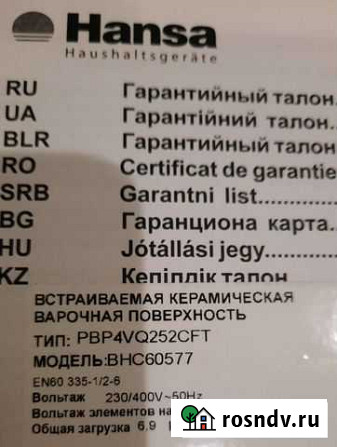 Hansa
Haushaltsgeräte
RU Гарантийный талон.
UA Гарантійний талон...
BLR Гарантийный талон..
RO Certificat de garantie
SRB Garantni list..............
BG Гаранциона карта...
HU Jótállási jegy...........
KZ Кепілдік талон
ВСТРАИВАЕМАЯ КЕРАМИЧЕСКАЯ
ВАРОЧНАЯ ПОВЕРХНОСТЬ
ТИП: PBP4VQ252CFT
МОДЕЛЬ:BHC60577
EN60 335-1/2-6
Вольтаж 230/400V~50Hz
Вольтаж элементов на
Общая загрузка 6.9
rosndv.ru